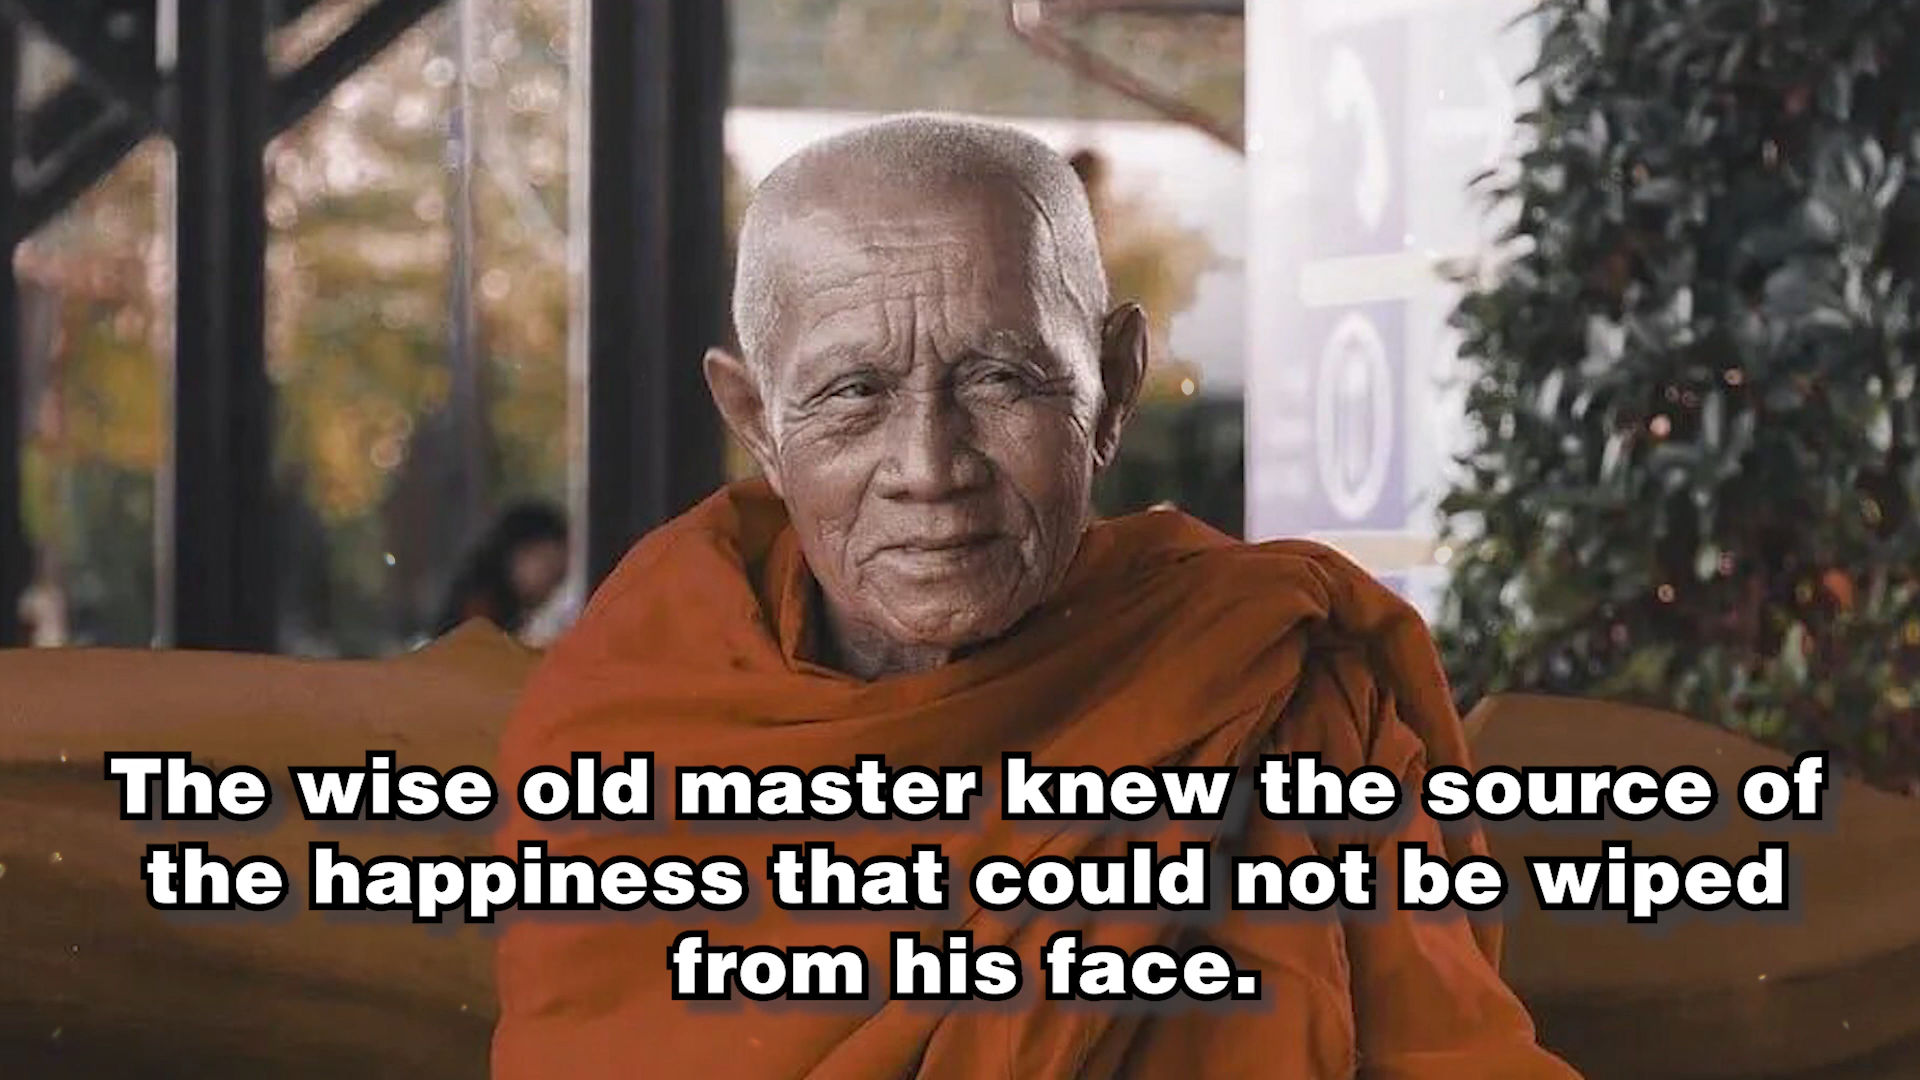 The wise old master knew the source of
the happiness that could not be wiped
from his face.